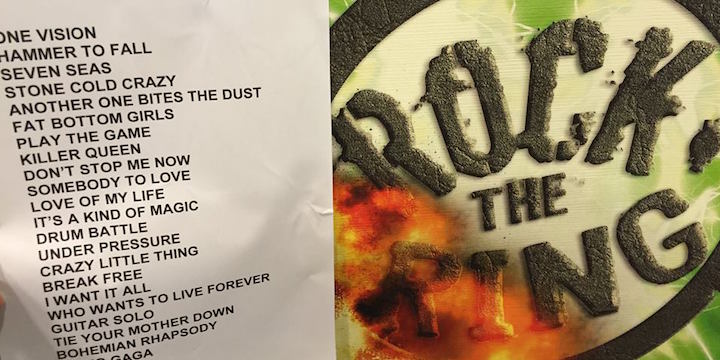 ONE VISION
HAMMER TO FALL
SEVEN SEAS
STONE COLD CRAZY
ANOTHER ONE BITES THE DUST
FAT BOTTOM GIRLS
PLAY THE GAME
KILLER QUEEN
DON'T STOP ME NOW
SOMEBODY TO LOVE
LOVE OF MY LIFE
IT'S A KIND OF MAGIC
DRUM BATTLE
UNDER PRESSURE
CRAZY LITTLE THING
BREAK FREE
I WANT IT ALL
WHO WANTS TO LIVE FOREVER
GUITAR SOLO
TIE YOUR MOTHER DOWN
BOHEMIAN RHAPSODY
GAGA
ROCK
THE
RING